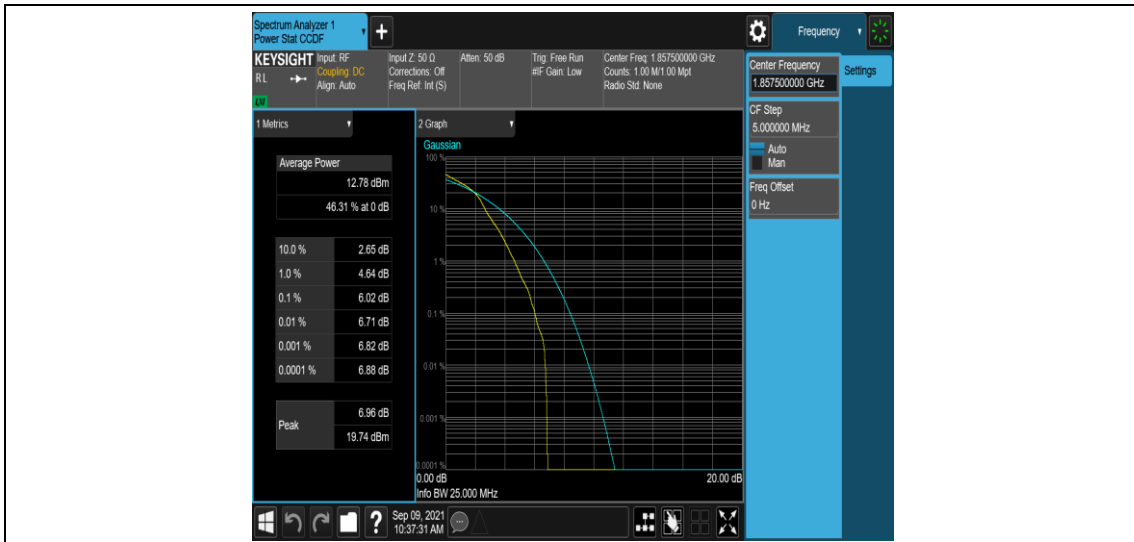 Spectrum Analyzer 1
Power Stat CCDF
+
Frequency
KEYSIGHT
RL
LXI
Input: RF
Coupling: DC
Align: Auto
Input Z: 50 Ω
Corrections: Off
Freq Ref: Int (S)
Atten: 50 dB
Trig: Free Run
#IF Gain: Low
Center Freq: 1.857500000 GHz
Counts: 1.00 M/1.00 Mpt
Radio Std: None
Center Frequency
1.857500000 GHz
Settings
CF Step
5.000000 MHz
Auto
Man
Freq Offset
0 Hz
1 Metrics
Average Power
12.78 dBm
46.31 % at 0 dB
10.0 % 2.65 dB
1.0 % 4.64 dB
0.1 % 6.02 dB
0.01 % 6.71 dB
0.001 % 6.82 dB
0.0001 % 6.88 dB
Peak
6.96 dB
19.74 dBm
2 Graph
Gaussian
100 %
10 %
1 %
0.1 %
0.01 %
0.001 %
0.0001 %
0.00 dB 20.00 dB
Info BW 25.000 MHz
?
Sep 09, 2021
10:37:31 AM